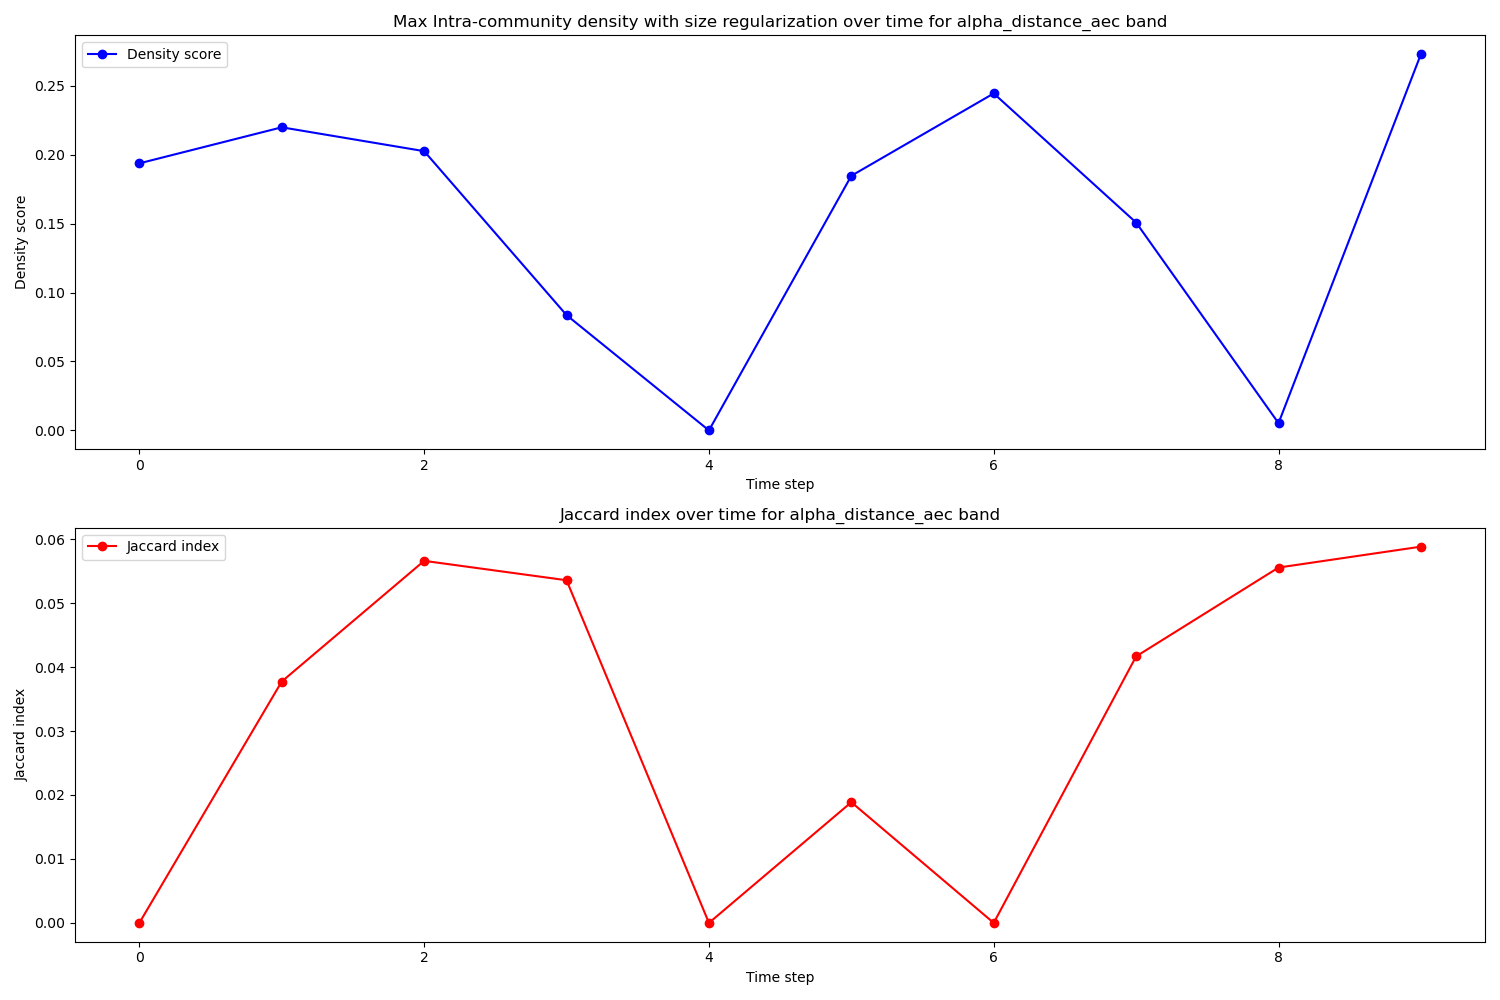 Max Intra-community density with size regularization over time for alpha_distance_aec band
Density score
Density score
0.25
0.20
0.15
0.10
0.05
0.00
0 2 4 6 8
Time step
Jaccard index over time for alpha_distance_aec band
Jaccard index
Jaccard index
0.06
0.05
0.04
0.03
0.02
0.01
0.00
0 2 4 6 8
Time step